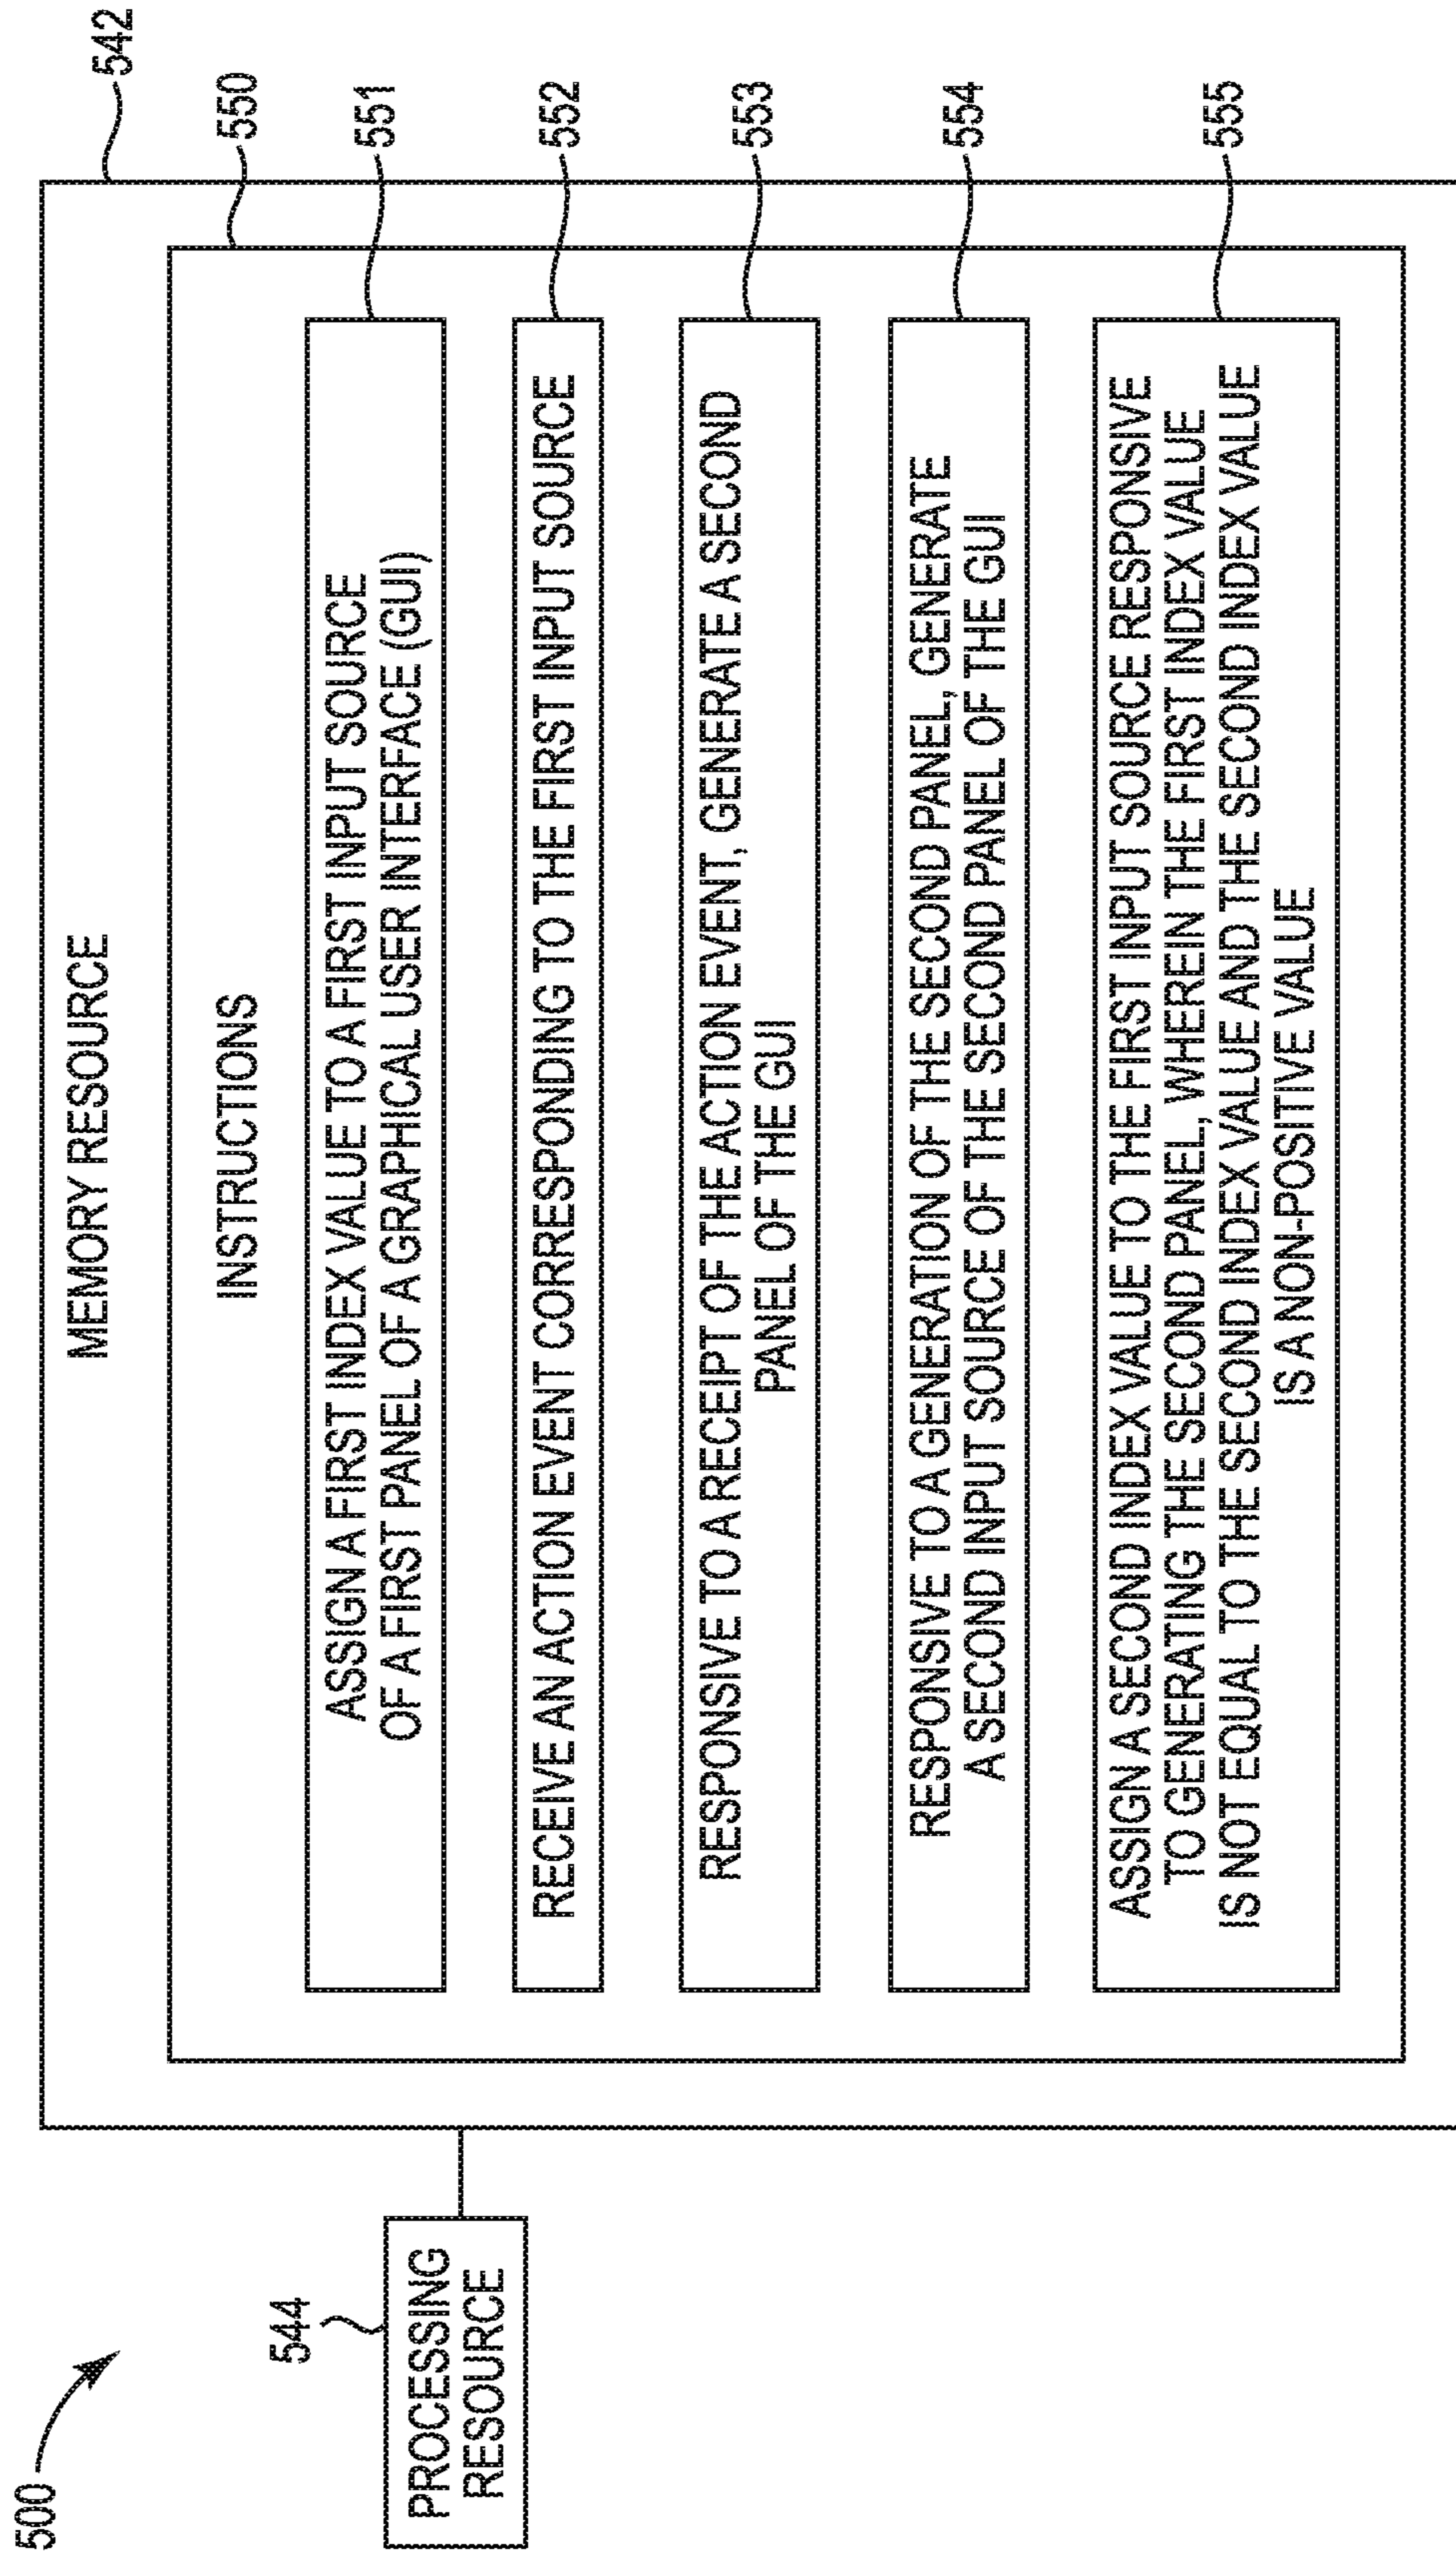 500
544
PROCESSING
RESOURCE
542
MEMORY RESOURCE
550
INSTRUCTIONS
551
ASSIGN A FIRST INDEX VALUE TO A FIRST INPUT SOURCE
OF A FIRST PANEL OF A GRAPHICAL USER INTERFACE (GUI)
552
RECEIVE AN ACTION EVENT CORRESPONDING TO THE FIRST INPUT SOURCE
553
RESPONSIVE TO A RECEIPT OF THE ACTION EVENT, GENERATE A SECOND
PANEL OF THE GUI
554
RESPONSIVE TO A GENERATION OF THE SECOND PANEL, GENERATE
A SECOND INPUT SOURCE OF THE SECOND PANEL OF THE GUI
555
ASSIGN A SECOND INDEX VALUE TO THE FIRST INPUT SOURCE RESPONSIVE
TO GENERATING THE SECOND PANEL, WHEREIN THE FIRST INDEX VALUE
IS NOT EQUAL TO THE SECOND INDEX VALUE AND THE SECOND INDEX VALUE
IS A NON-POSITIVE VALUE